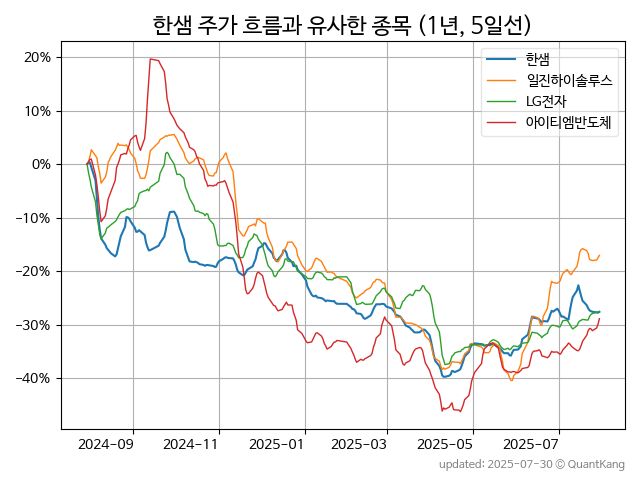 한샘 주가 흐름과 유사한 종목 (1년, 5일선)
한샘
일진하이솔루스
LG전자
아이티엠반도체
20%
10%
0%
−10%
−20%
−30%
−40%
2024-09
2024-11
2025-01
2025-03
2025-05
2025-07
updated: 2025-07-30 © QuantKang